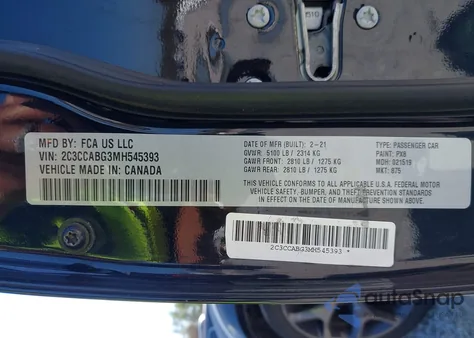 1510
MFD BY: FCA US LLC
VIN: 2C3CCABG3MH545393
VEHICLE MADE IN: CANADA
DATE OF MFR (BUILT): 2-21
GVWR: 5100 LB / 2314 KG
GAWR FRONT: 2810 LB / 1275 KG
GAWR REAR: 2810 LB / 1275 KG
TYPE: PASSENGER CAR
PAINT: PX8
MDH: 021519
MKT: B75
THIS VEHICLE CONFORMS TO ALL APPLICABLE U.S.A. FEDERAL MOTOR
VEHICLE SAFETY, BUMPER, AND THEFT PREVENTION STANDARDS
IN EFFECT ON THE DATE OF MANUFACTURE SHOWN ABOVE.
2C3CCABG3MH545393 *
autoSnap